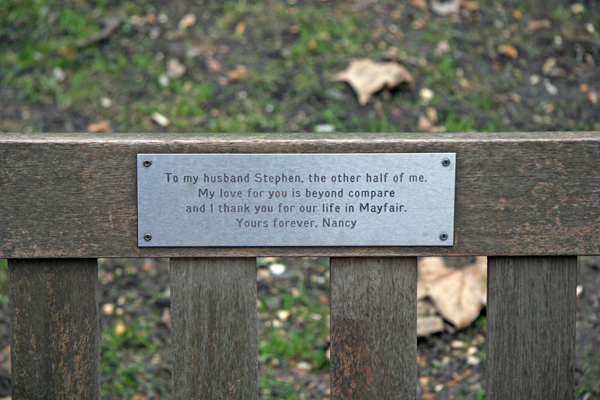 To my husband Stephen, the other half of me.
My love for you is beyond compare
and I thank you for our life in Mayfair.
Yours forever, Nancy